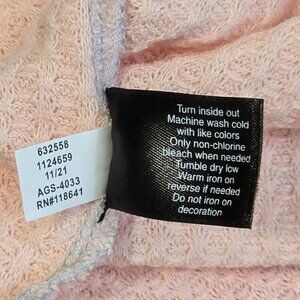 632558
1124659
11/21
AGS-4033
RN#118641
Turn inside out
Machine wash cold
with like colors
Only non-chlorine
bleach when needed
Tumble dry low
Warm iron on
reverse if needed
Do not iron on
decoration